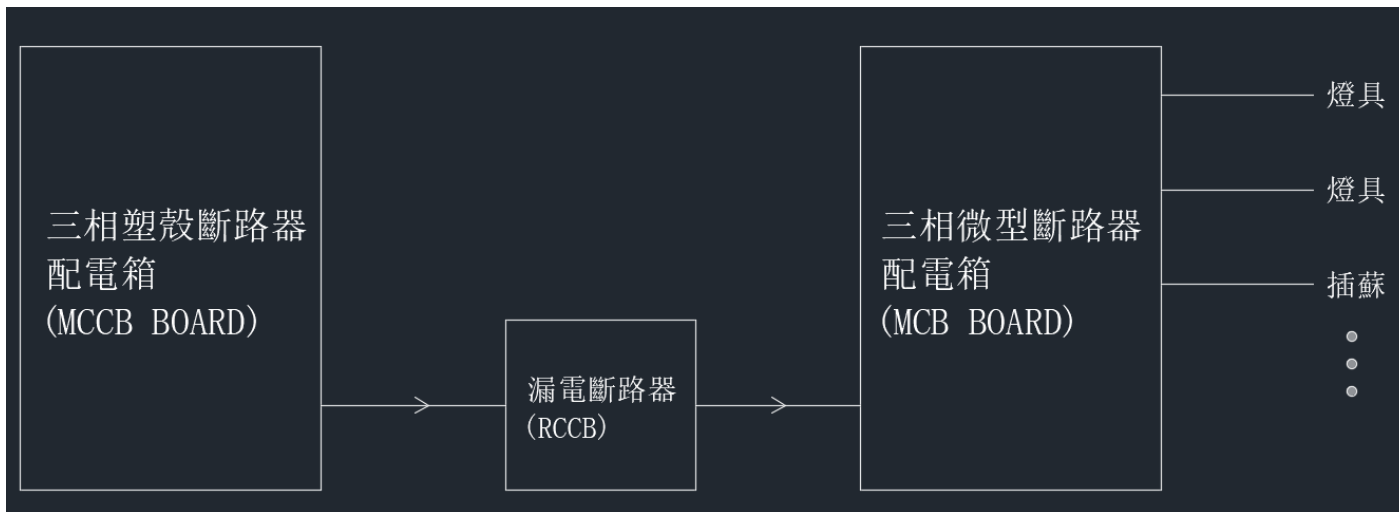 三相塑殼斷路器
配電箱
(MCCB BOARD)
漏電斷路器
(RCCB)
三相微型斷路器
配電箱
(MCB BOARD)
燈具
燈具
插蘇